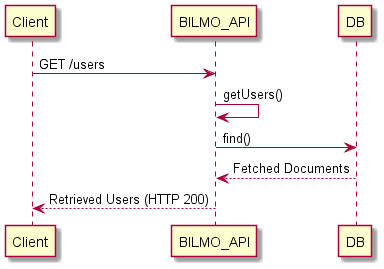 Client
BILMO_API
DB
GET /users
getUsers()
find()
Fetched Documents
Retrieved Users (HTTP 200)
Client
BILMO_API
DB